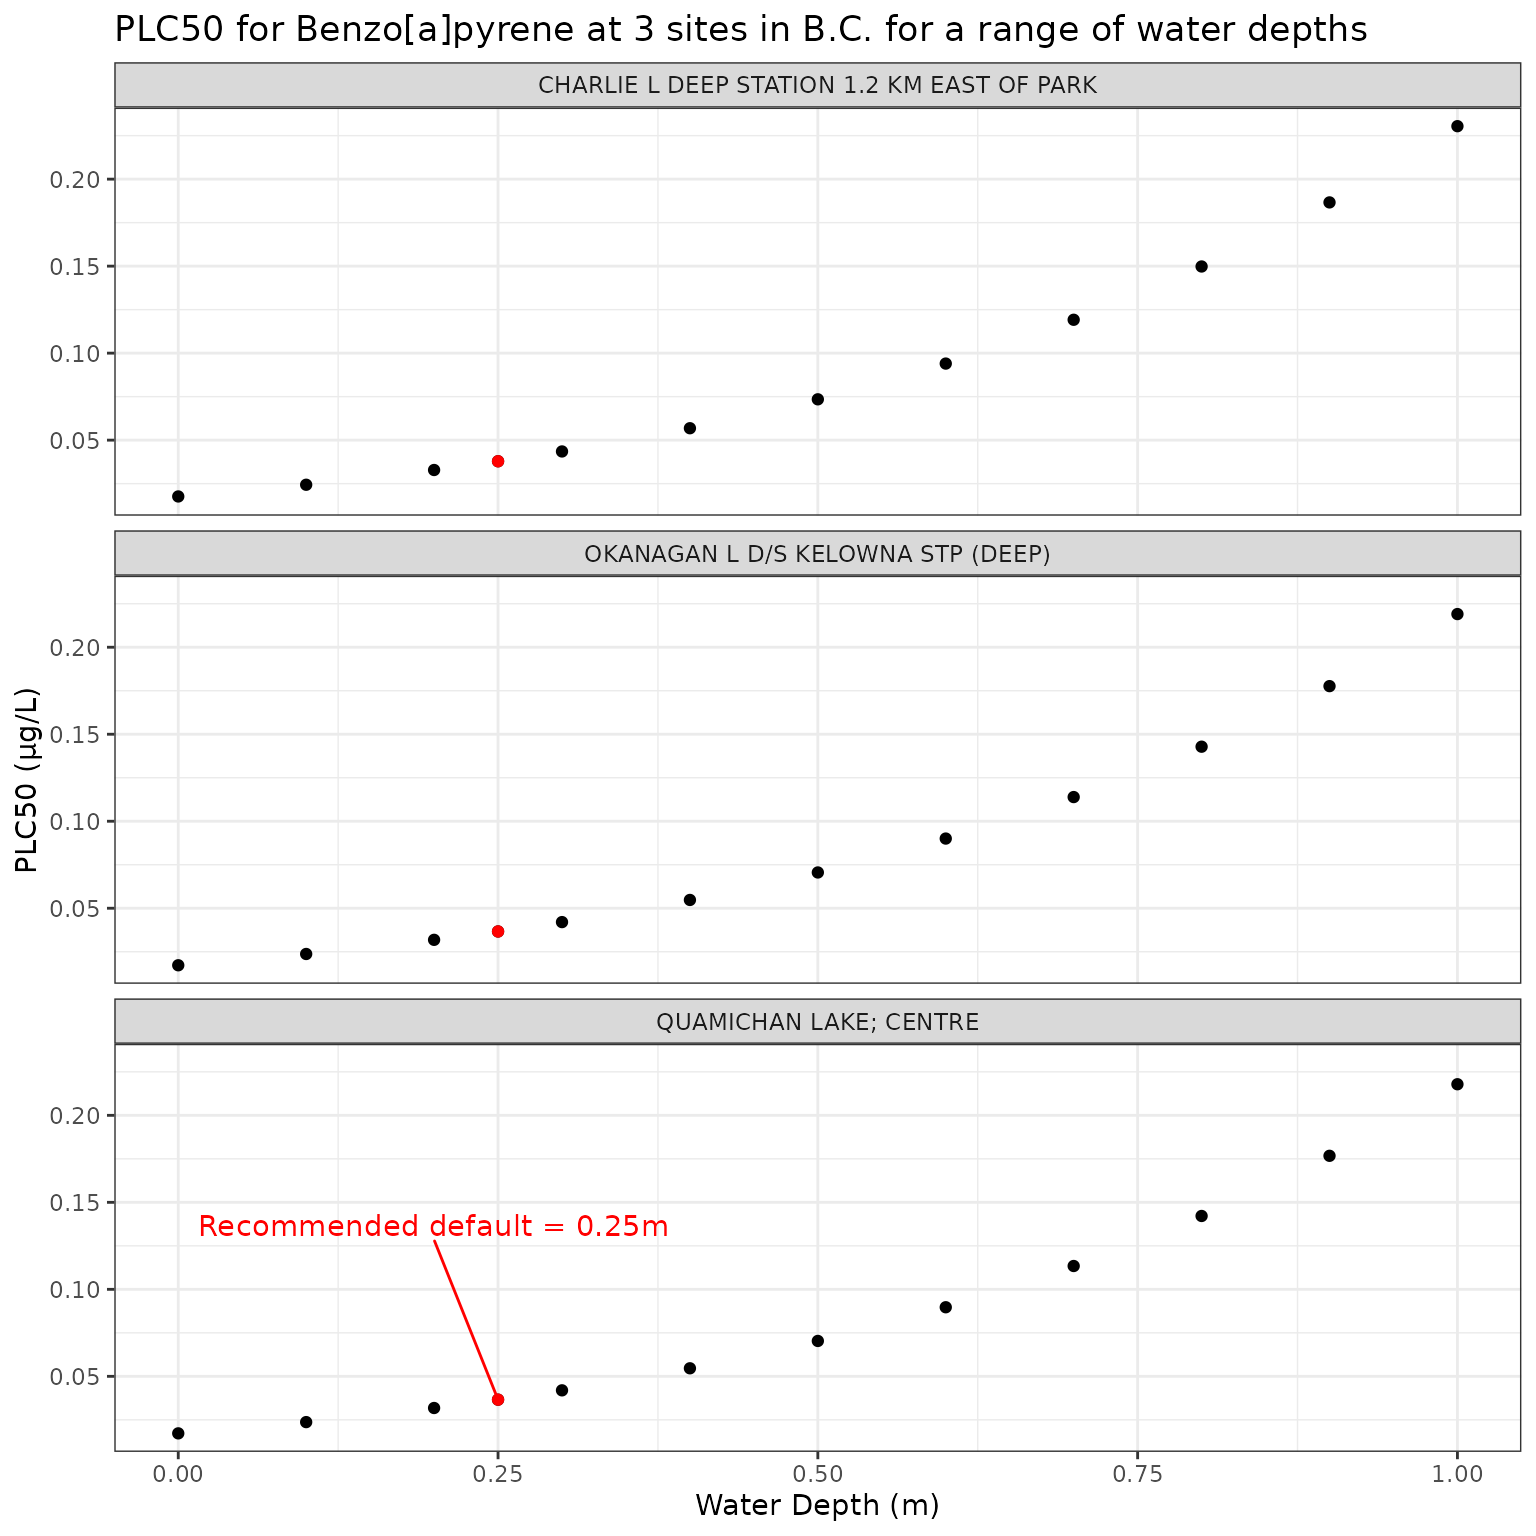 PLC50 for Benzo[a]pyrene at 3 sites in B.C. for a range of water depths
CHARLIE L DEEP STATION 1.2 KM EAST OF PARK
0.20
0.15
0.10
0.05
OKANAGAN L D/S KELOWNA STP (DEEP)
0.20
0.15
0.10
0.05
PLC50 (µg/L)
QUAMICHAN LAKE; CENTRE
0.20
0.15
0.10
0.05
Recommended default = 0.25m
0.00 0.25 0.50 0.75 1.00
Water Depth (m)